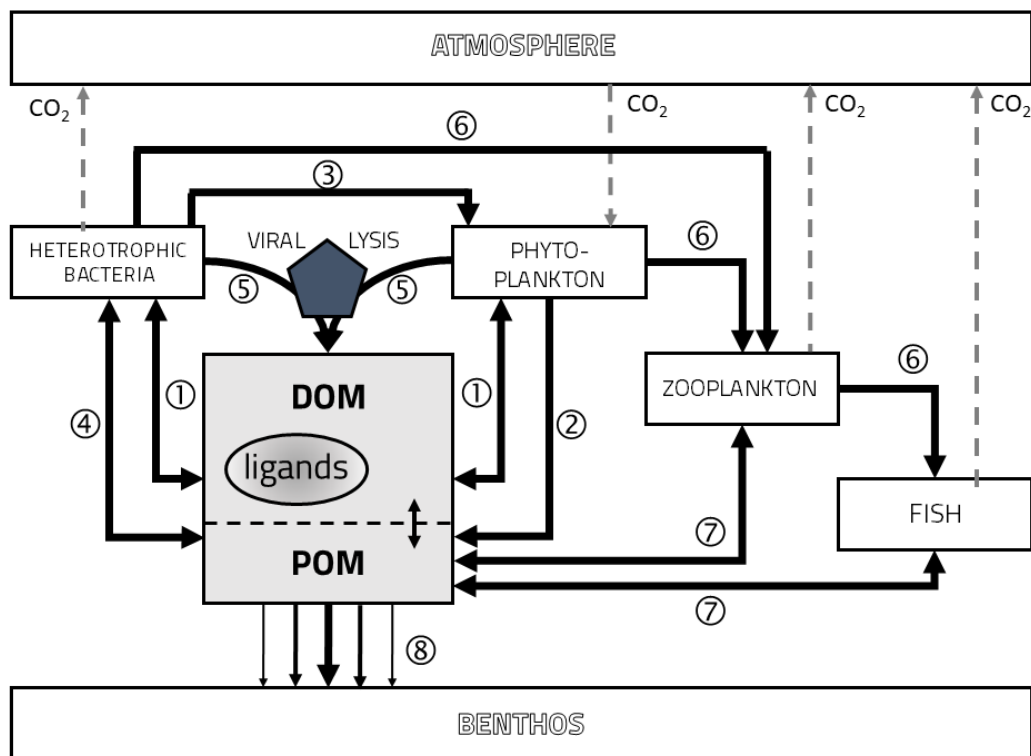 ATMOSPHERE
CO₂
CO₂
CO₂
CO₂
⑥
③
HETEROTROPHIC
BACTERIA
VIRAL LYSIS
PHYTO-
PLANKTON
⑥
⑤
⑤
①
①
④
②
DOM
ligands
POM
ZOOPLANKTON
⑥
FISH
⑦
⑦
⑧
BENTHOS